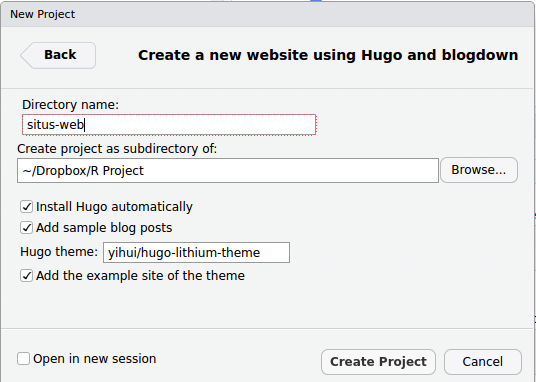 New Project
Back
Create a new website using Hugo and blogdown
Directory name:
situs-web
Create project as subdirectory of:
~/Dropbox/R Project
Browse...
Install Hugo automatically
Add sample blog posts
Hugo theme: yihui/hugo-lithium-theme
Add the example site of the theme
Open in new session
Create Project
Cancel